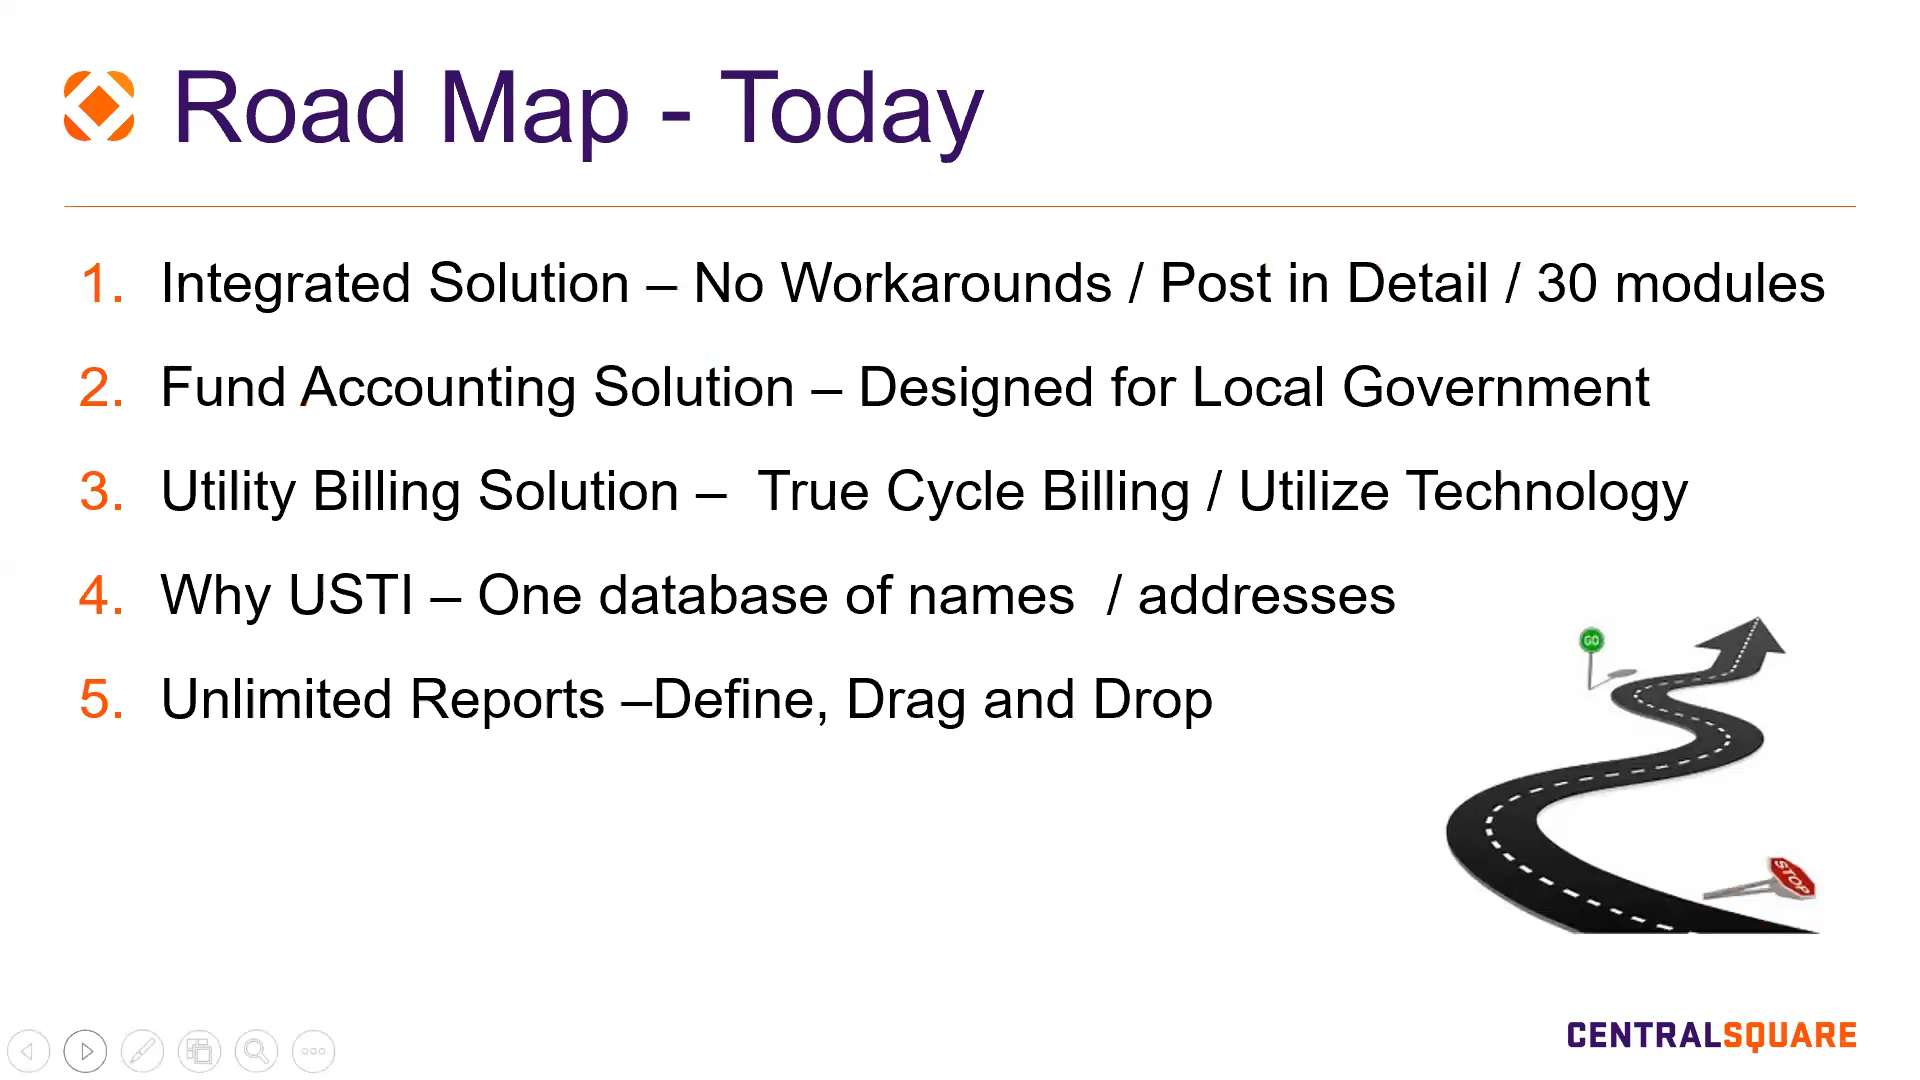 Road Map - Today
1. Integrated Solution – No Workarounds / Post in Detail / 30 modules
2. Fund Accounting Solution – Designed for Local Government
3. Utility Billing Solution –  True Cycle Billing / Utilize Technology
4. Why USTI – One database of names  / addresses
5. Unlimited Reports –Define, Drag and Drop
GO
STOP
CENTRALSQUARE